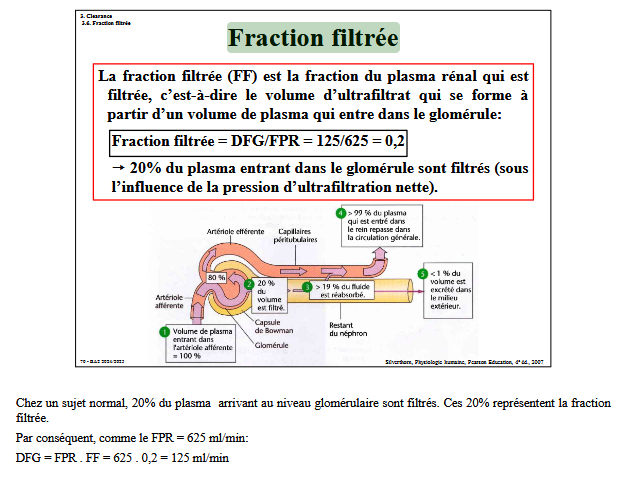 3. Clearance
3.6. Fraction filtrée
Fraction filtrée
La fraction filtrée (FF) est la fraction du plasma rénal qui est
filtrée, c’est-à-dire le volume d’ultrafiltrat qui se forme à
partir d’un volume de plasma qui entre dans le glomérule:
Fraction filtrée = DFG/FPR = 125/625 = 0,2
→ 20% du plasma entrant dans le glomérule sont filtrés (sous
l’influence de la pression d’ultrafiltration nette).
Artériole efférente
Capillaires
péritubulaires
4 > 99 % du plasma
qui est entré dans
le rein repasse dans
la circulation générale.
80 %
2 20 %
du
volume
est filtré.
3 > 19 % du fluide
est réabsorbé.
5 < 1 % du
volume est
excrété dans
le milieu
extérieur.
Artériole
afférente
Capsule
de Bowman
Glomérule
Restant
du néphron
1 Volume de plasma
entrant dans
l'artériole afférente
= 100 %
Silverthorn, Physiologie humaine, Pearson Education, 4e éd., 2007
Chez un sujet normal, 20% du plasma arrivant au niveau glomérulaire sont filtrés. Ces 20% représentent la fraction
filtrée.
Par conséquent, comme le FPR = 625 ml/min:
DFG = FPR . FF = 625 . 0,2 = 125 ml/min